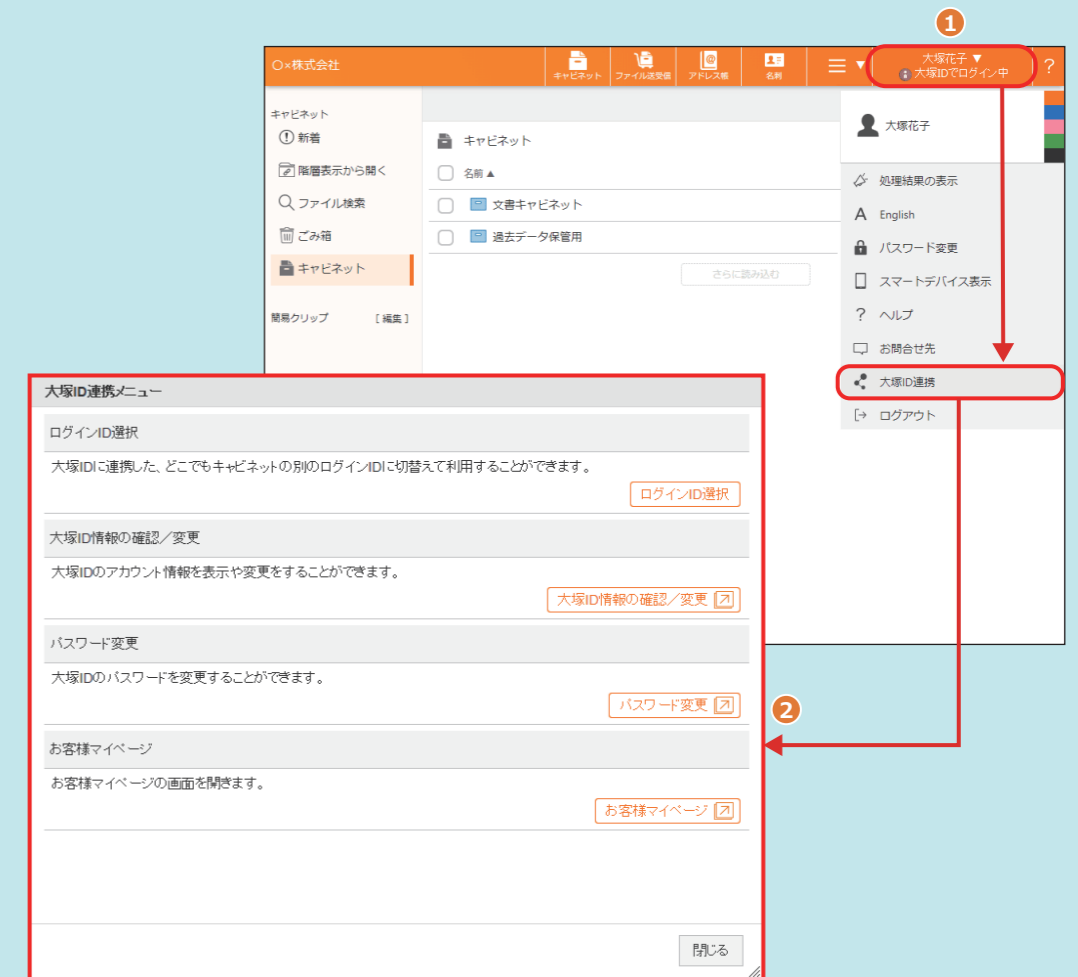 1
○×株式会社
キャビネット
ファイル送受信
アドレス帳
名刺
大塚花子 ▼
大塚IDでログイン中
?
キャビネット
新着
階層表示から開く
ファイル検索
ごみ箱
キャビネット
簡易クリップ [ 編集 ]
キャビネット
名前▲
文書キャビネット
過去データ保管用
さらに読み込む
大塚花子
処理結果の表示
A English
パスワード変更
スマートデバイス表示
? ヘルプ
お問合せ先
大塚ID連携
ログアウト
大塚ID連携メニュー
ログインID選択
大塚IDに連携した、どこでもキャビネットの別のログインIDに切替えて利用することができます。
ログインID選択
大塚ID情報の確認／変更
大塚IDのアカウント情報を表示や変更をすることができます。
大塚ID情報の確認／変更
パスワード変更
大塚IDのパスワードを変更することができます。
パスワード変更
2
お客様マイページ
お客様マイページの画面を開きます。
お客様マイページ
閉じる